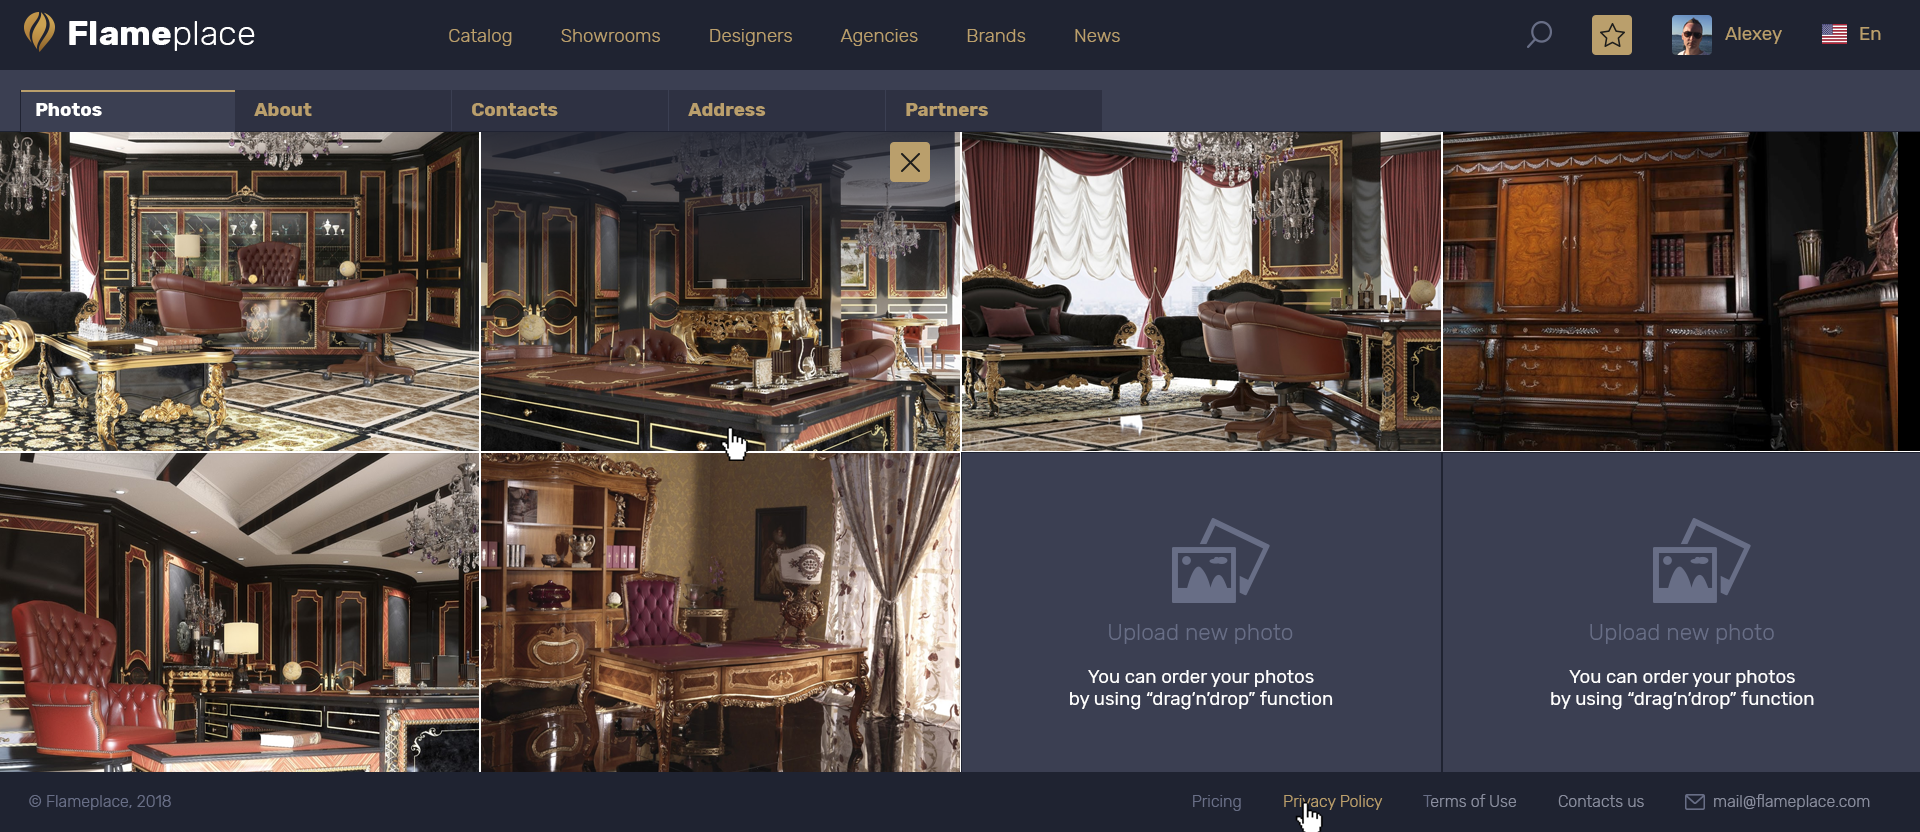 Flameplace
Catalog Showrooms Designers Agencies Brands News
Alexey En
Photos About Contacts Address Partners
Upload new photo
You can order your photos
by using “drag’n’drop” function
Upload new photo
You can order your photos
by using “drag’n’drop” function
© Flameplace, 2018
Pricing Privacy Policy Terms of Use Contacts us mail@flameplace.com